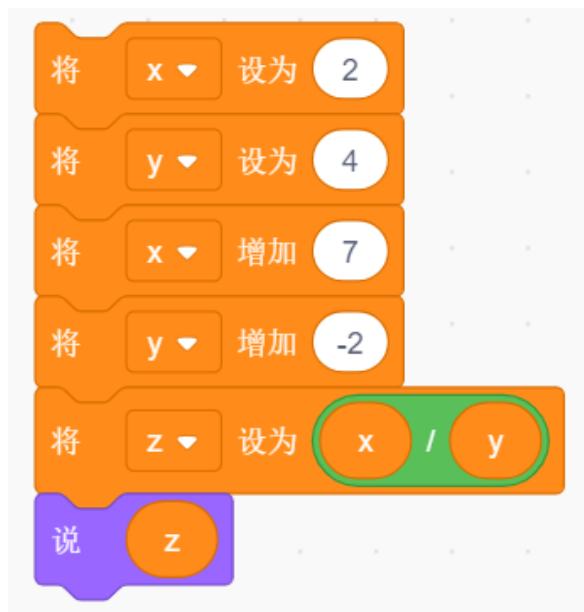 将 x 设为 2
将 y 设为 4
将 x 增加 7
将 y 增加 -2
将 z 设为 x / y
说 z